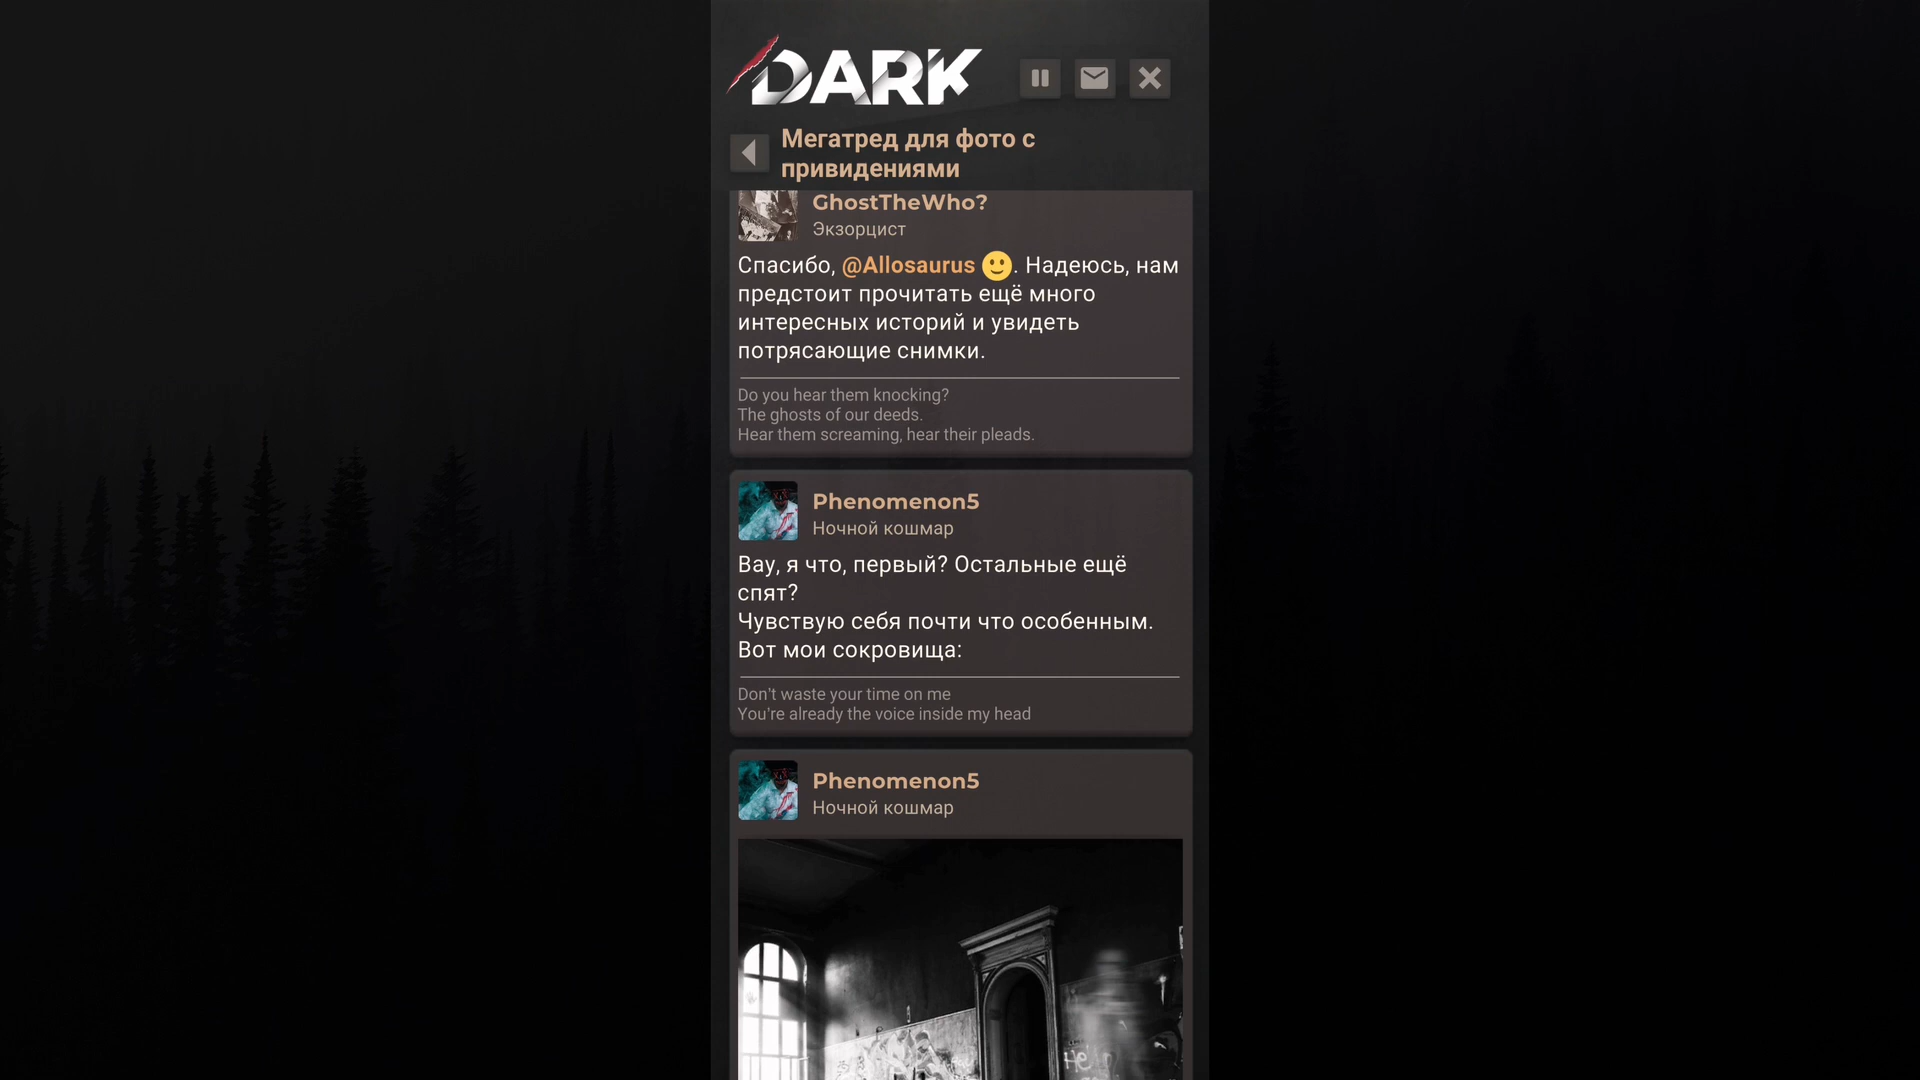 DARK
Мегатред для фото с
привидениями
GhostTheWho?
Экзорцист
Спасибо, @Allosaurus 🙂. Надеюсь, нам
предстоит прочитать ещё много
интересных историй и увидеть
потрясающие снимки.
Do you hear them knocking?
The ghosts of our deeds.
Hear them screaming, hear their pleads.
Phenomenon5
Ночной кошмар
Вау, я что, первый? Остальные ещё
спят?
Чувствую себя почти что особенным.
Вот мои сокровища:
Don't waste your time on me
You're already the voice inside my head
Phenomenon5
Ночной кошмар